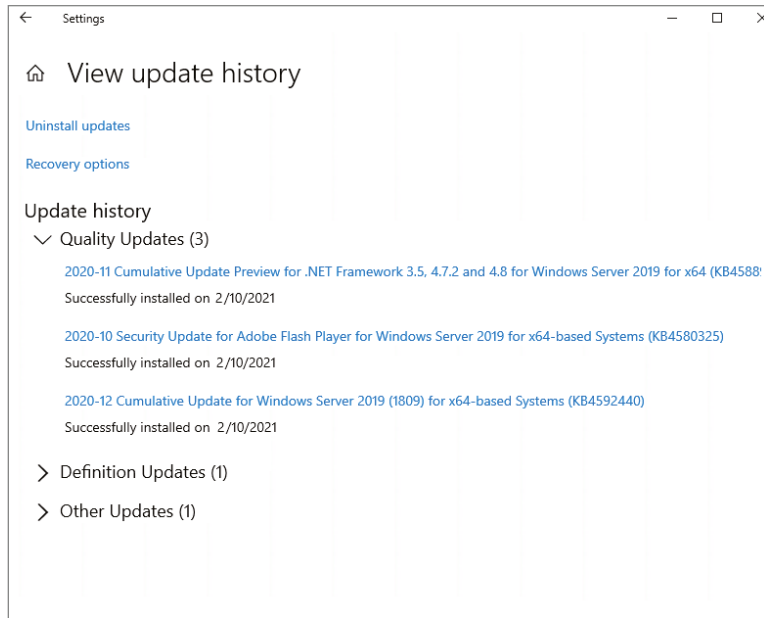 Settings
View update history
Uninstall updates
Recovery options
Update history
Quality Updates (3)
2020-11 Cumulative Update Preview for .NET Framework 3.5, 4.7.2 and 4.8 for Windows Server 2019 for x64 (KB4588
Successfully installed on 2/10/2021
2020-10 Security Update for Adobe Flash Player for Windows Server 2019 for x64-based Systems (KB4580325)
Successfully installed on 2/10/2021
2020-12 Cumulative Update for Windows Server 2019 (1809) for x64-based Systems (KB4592440)
Successfully installed on 2/10/2021
Definition Updates (1)
Other Updates (1)